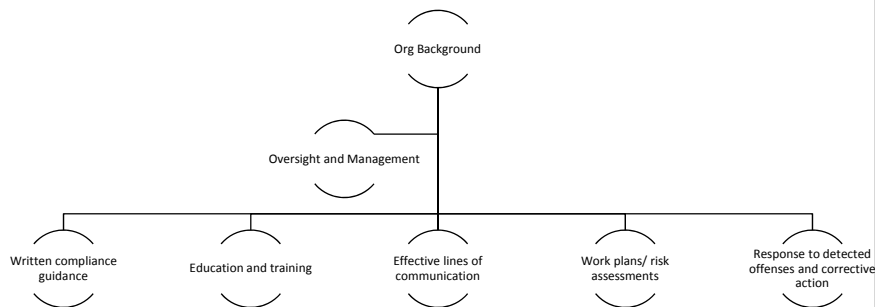 Org Background
Oversight and Management
Written compliance
guidance
Education and training
Effective lines of
communication
Work plans/ risk
assessments
Response to detected
offenses and corrective
action